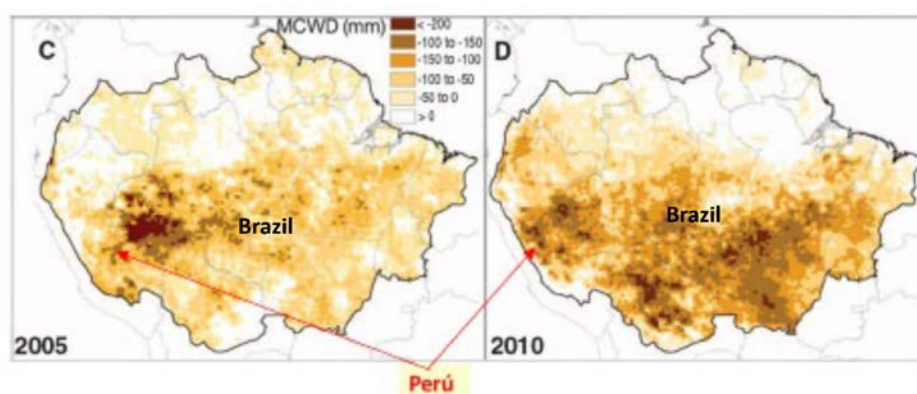 C
MCWD (mm)
< -200
-100 to -150
-150 to -100
-100 to -50
-50 to 0
> 0
D
Brazil
Brazil
2005
2010
Perú